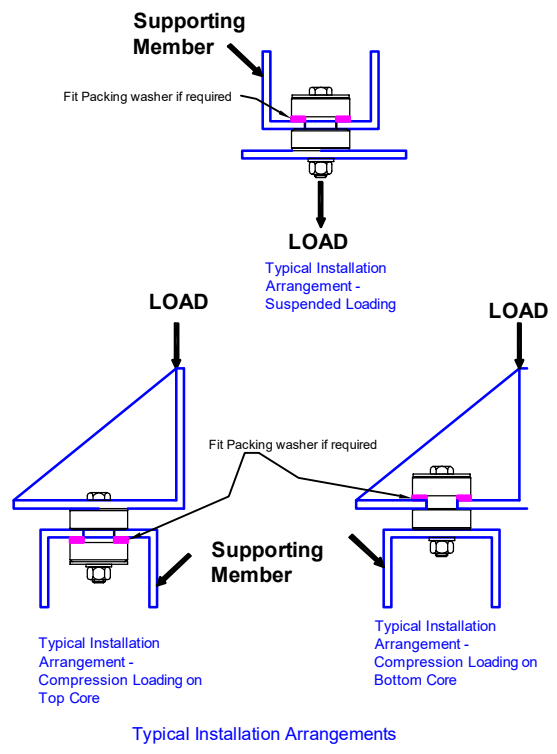 Supporting
Member
Fit Packing washer if required
LOAD
Typical Installation
Arrangement -
Suspended Loading
LOAD
LOAD
Fit Packing washer if required
Supporting
Member
Typical Installation
Arrangement -
Compression Loading on
Top Core
Typical Installation
Arrangement -
Compression Loading on
Bottom Core
Typical Installation Arrangements